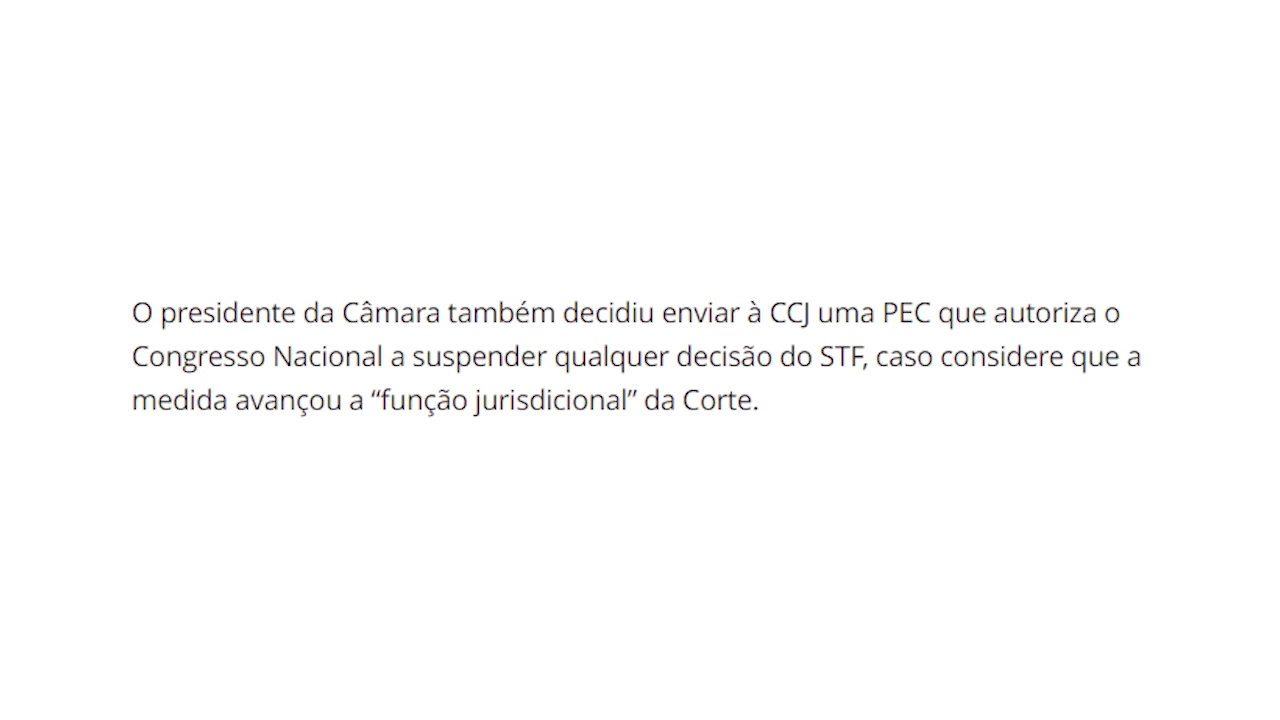 O presidente da Câmara também decidiu enviar à CCJ uma PEC que autoriza o
Congresso Nacional a suspender qualquer decisão do STF, caso considere que a
medida avançou a “função jurisdicional” da Corte.